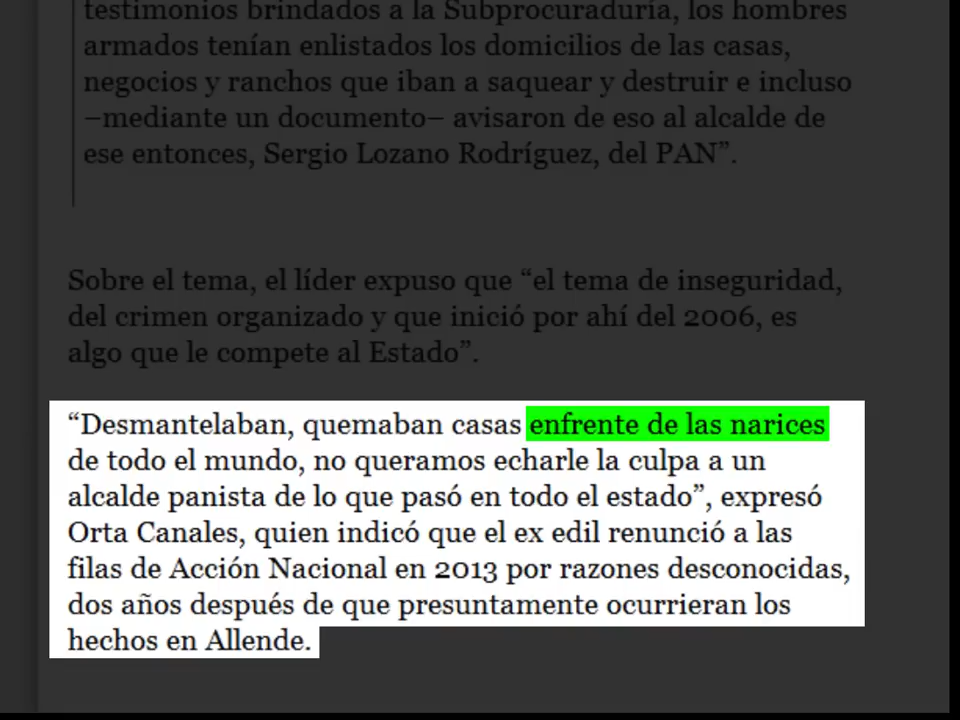 testimonios brindados a la Subprocuraduría, los hombres
armados tenían enlistados los domicilios de las casas,
negocios y ranchos que iban a saquear y destruir e incluso
–mediante un documento– avisaron de eso al alcalde de
ese entonces, Sergio Lozano Rodríguez, del PAN”.
Sobre el tema, el líder expuso que “el tema de inseguridad,
del crimen organizado y que inició por ahí del 2006, es
algo que le compete al Estado”.
“Desmantelaban, quemaban casas enfrente de las narices
de todo el mundo, no queramos echarle la culpa a un
alcalde panista de lo que pasó en todo el estado”, expresó
Orta Canales, quien indicó que el ex edil renunció a las
filas de Acción Nacional en 2013 por razones desconocidas,
dos años después de que presuntamente ocurrieran los
hechos en Allende.